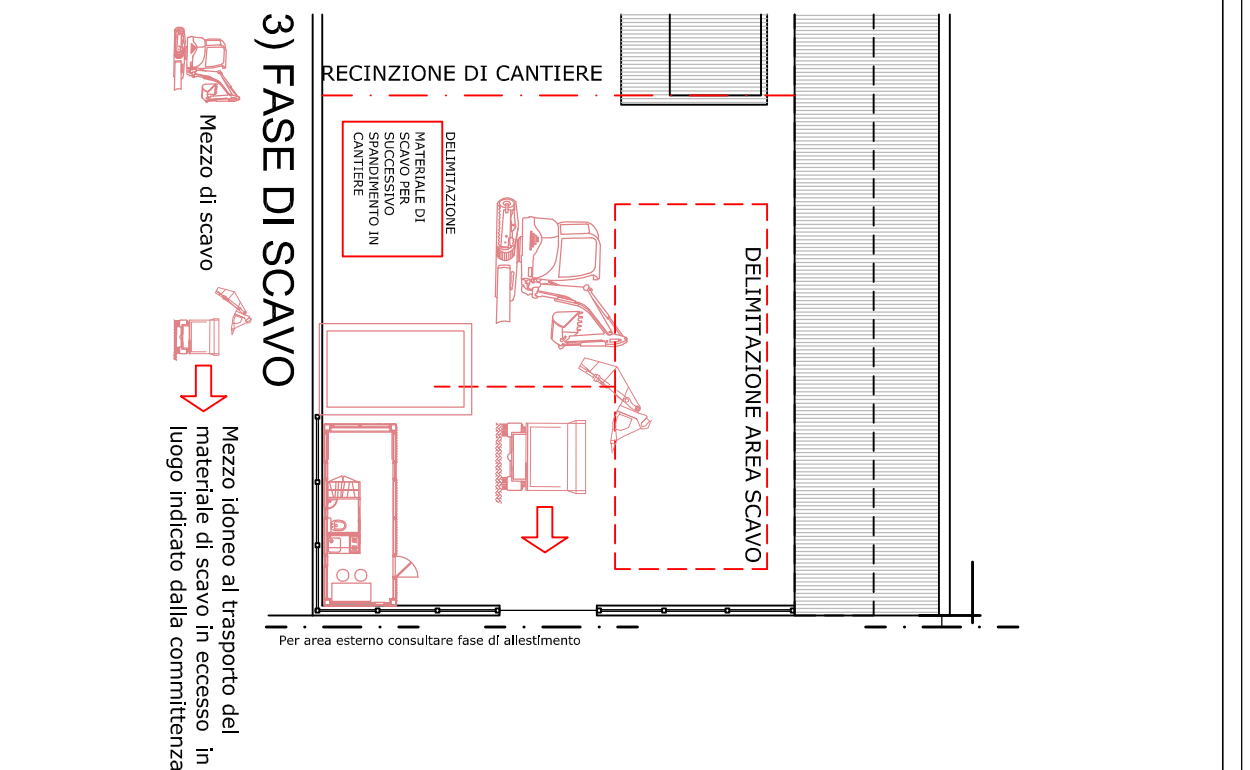 3) FASE DI SCAVO
Mezzo di scavo
Mezzo idoneo al trasporto del
materiale di scavo in eccesso in
luogo indicato dalla committenza
RECINZIONE DI CANTIERE
DELIMITAZIONE
MATERIALE DI
SCAVO PER
SUCCESSIVO
SPANDIMENTO IN
CANTIERE
DELIMITAZIONE AREA SCAVO
Per area esterno consultare fase di allestimento